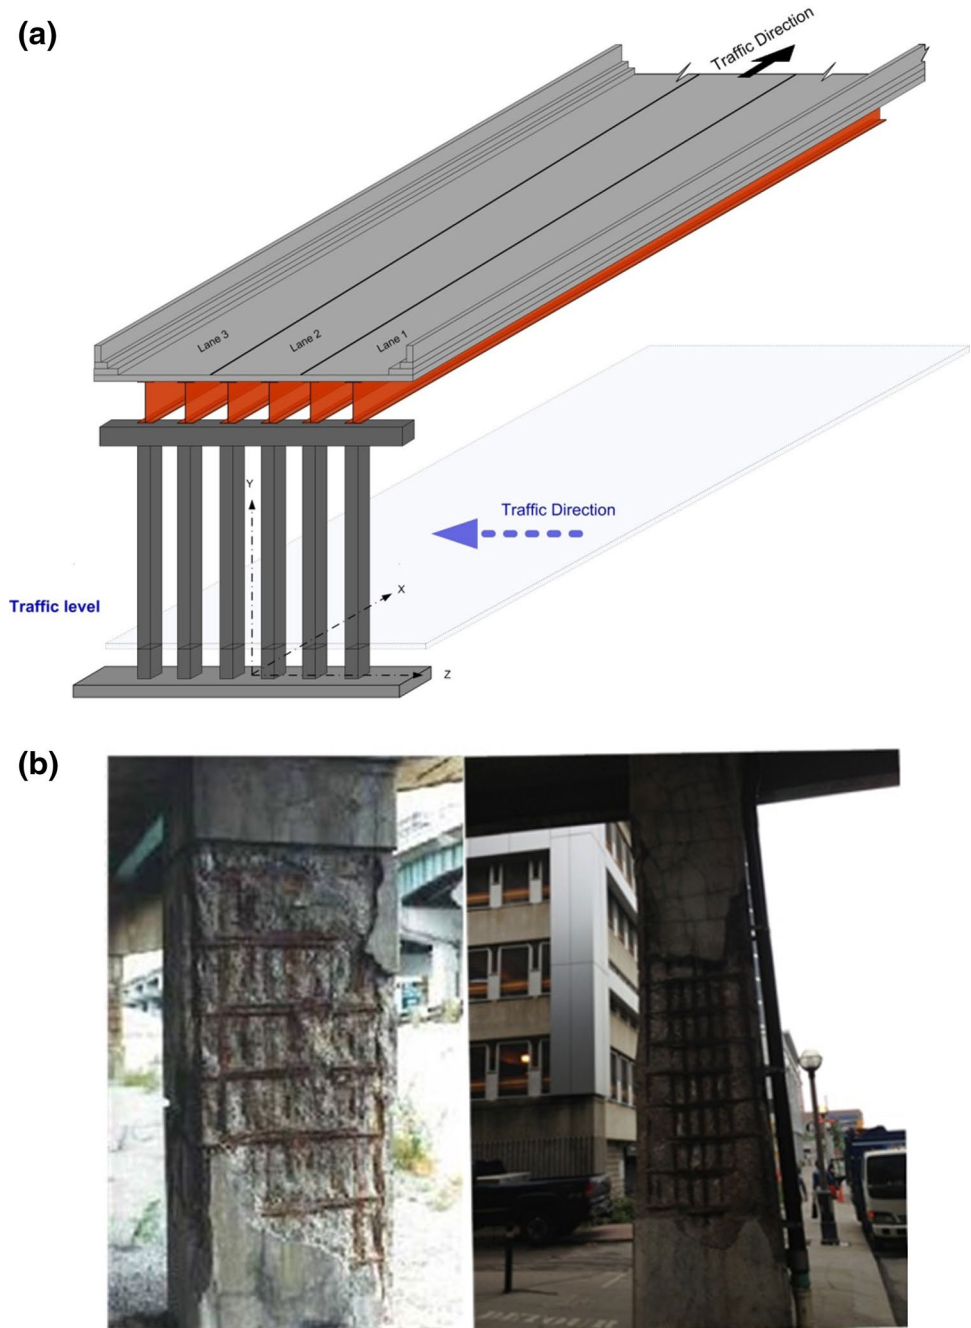 (a)
Traffic Direction
Lane 3
Lane 2
Lane 1
Y
Traffic Direction
X
Traffic level
Z
(b)